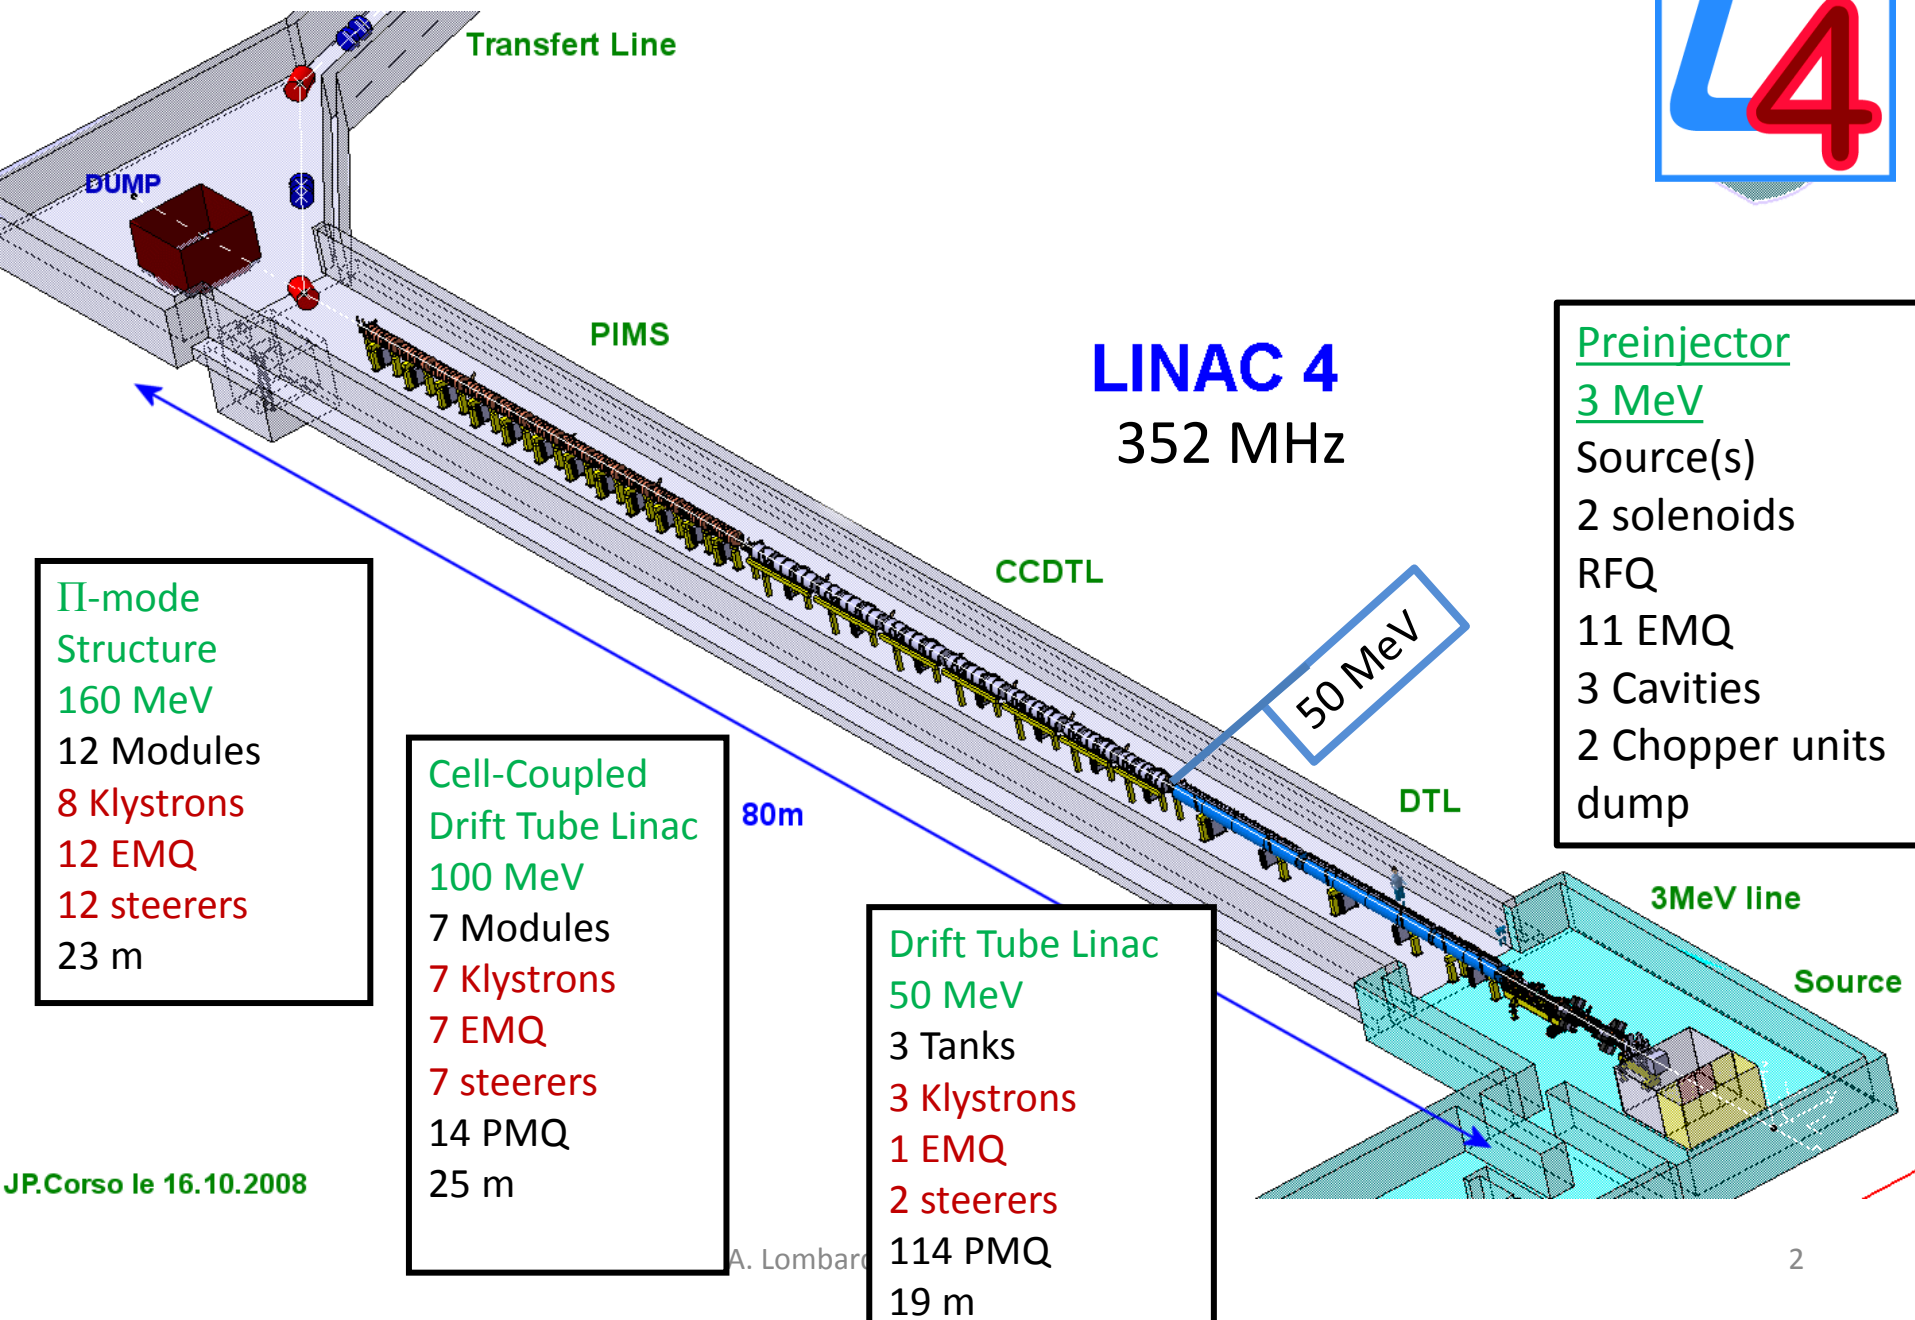 Transfert Line
L4
DUMP
PIMS
LINAC 4
352 MHz
CCDTL
50 MeV
DTL
80m
3MeV line
Source
Preinjector
3 MeV
Source(s)
2 solenoids
RFQ
11 EMQ
3 Cavities
2 Chopper units
dump
Π-mode
Structure
160 MeV
12 Modules
8 Klystrons
12 EMQ
12 steerers
23 m
Cell-Coupled
Drift Tube Linac
100 MeV
7 Modules
7 Klystrons
7 EMQ
7 steerers
14 PMQ
25 m
Drift Tube Linac
50 MeV
3 Tanks
3 Klystrons
1 EMQ
2 steerers
114 PMQ
19 m
JP.Corso le 16.10.2008
A. Lombard
2